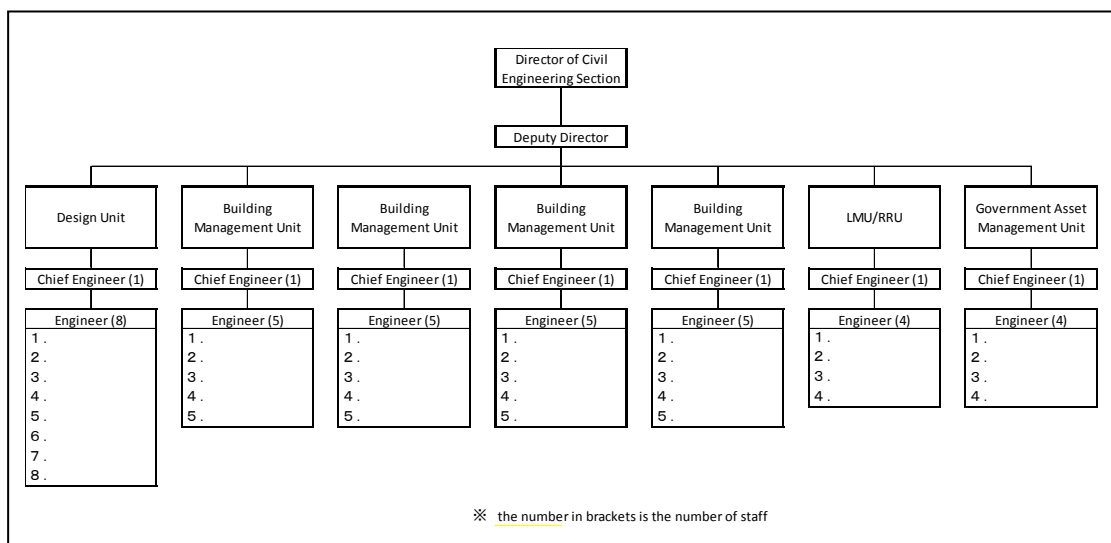 Director of Civil
Engineering Section
Deputy Director
Design Unit
Building
Management Unit
Building
Management Unit
Building
Management Unit
Building
Management Unit
LMU/RRU
Government Asset
Management Unit
Chief Engineer (1)
Chief Engineer (1)
Chief Engineer (1)
Chief Engineer (1)
Chief Engineer (1)
Chief Engineer (1)
Chief Engineer (1)
Engineer (8)
1.
2.
3.
4.
5.
6.
7.
8.
Engineer (5)
1.
2.
3.
4.
5.
Engineer (5)
1.
2.
3.
4.
5.
Engineer (5)
1.
2.
3.
4.
5.
Engineer (5)
1.
2.
3.
4.
5.
Engineer (4)
1.
2.
3.
4.
Engineer (4)
1.
2.
3.
4.
※ the number in brackets is the number of staff